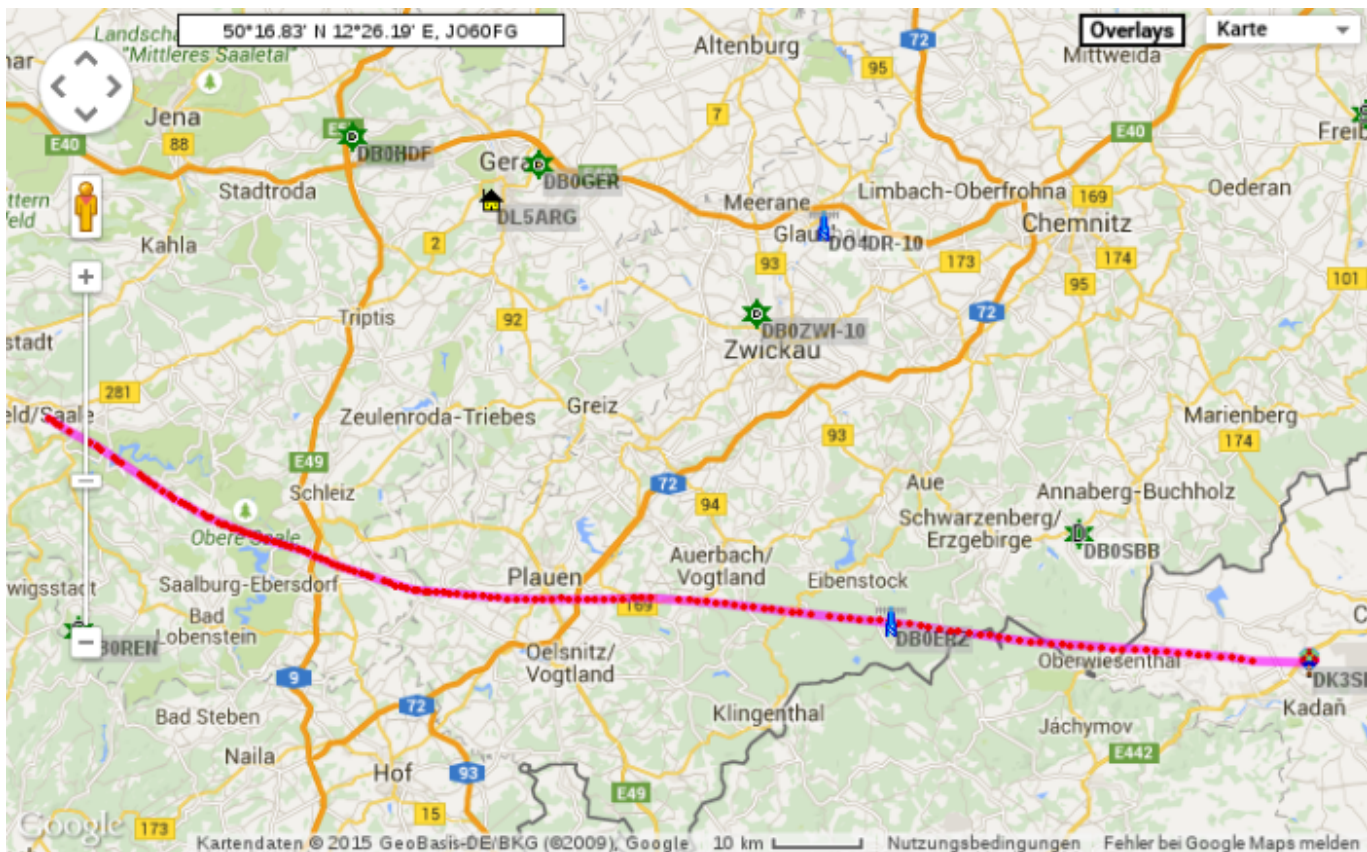 50°16.83' N 12°26.19' E, JO60FG
Overlays
Karte
72
Altenburg
Mittweida
"Mittleres Saaletal"
95
Jena
88
E40
7
E40
DB0HDF
Gera
DB0GER
Stadtroda
Meerane
Limbach-Oberfrohna
169
Oederan
DL5ARG
Chemnitz
Kahla
2
DO4DR-10
93
173
174
95
101
Triptis
92
72
DB0ZWI-10
Zwickau
281
Zeulenroda-Triebes
Greiz
Marienberg
93
174
E49
Schleiz
72
94
Aue
Annaberg-Buchholz
Schwarzenberg/
Erzgebirge
Obere Saale
DB0SBB
Saalburg-Ebersdorf
Plauen
Auerbach/
Vogtland
Eibenstock
169
Bad
Lobenstein
DB0ERZ
Oelsnitz/
Vogtland
Oberwiesenthal
9
Kadaň
72
Bad Steben
Klingenthal
Jáchymov
Naila
Hof
93
E442
E49
15
Google
173
Kartendaten © 2015 GeoBasis-DE/BKG (©2009), Google
10 km
Nutzungsbedingungen
Fehler bei Google Maps melden